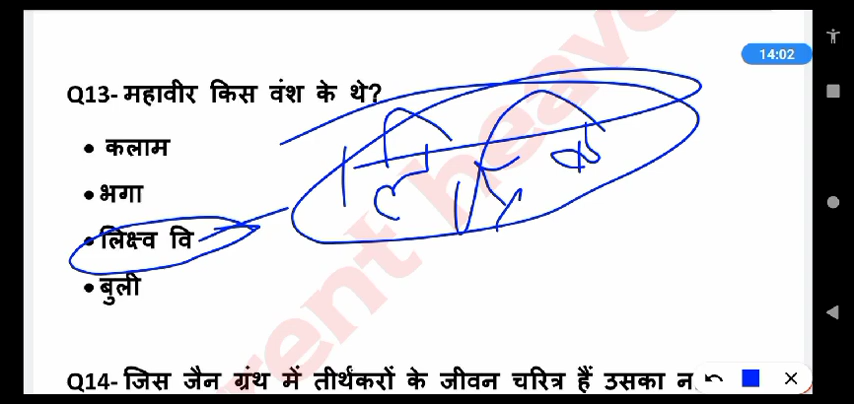 14:02
Q13- महावीर किस वंश के थे?
• कलाम
• भगा
• लिक्ष्व वि
• बुली
Q14- जिस जैन ग्रंथ में तीर्थंकरों के जीवन चरित्र हैं उसका